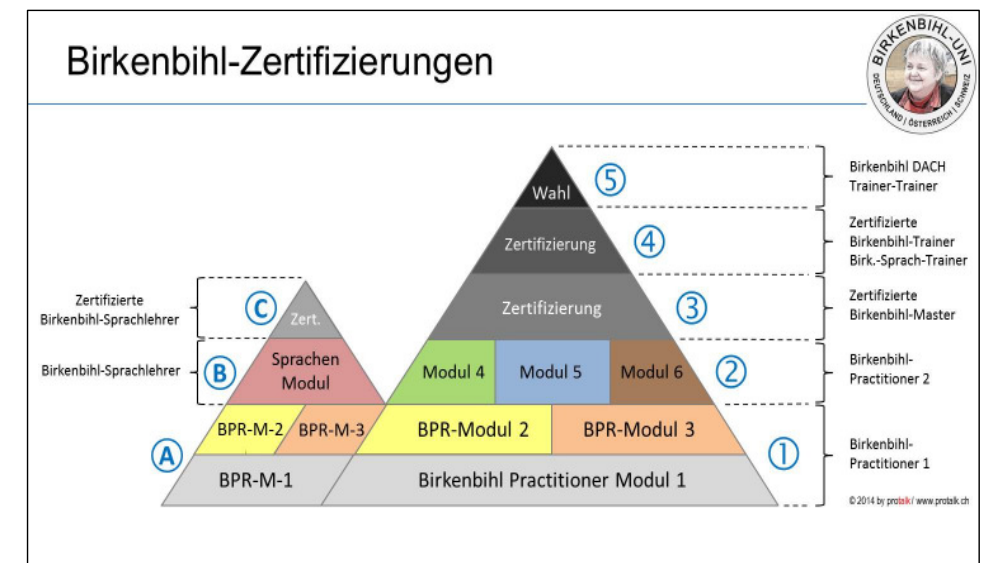 Birkenbihl-Zertifizierungen
BIRKENBIHL-UNI
DEUTSCHLAND | ÖSTERREICH | SCHWEIZ
Wahl
5
Birkenbihl DACH
Trainer-Trainer
Zertifizierung
4
Zertifizierte
Birkenbihl-Trainer
Birk.-Sprach-Trainer
Zertifizierte
Birkenbihl-Sprachlehrer
C
Zert.
Zertifizierung
3
Zertifizierte
Birkenbihl-Master
Birkenbihl-Sprachlehrer
B
Sprachen
Modul
Modul 4
Modul 5
Modul 6
2
Birkenbihl-
Practitioner 2
A
BPR-M-2
BPR-M-3
BPR-Modul 2
BPR-Modul 3
1
Birkenbihl-
Practitioner 1
BPR-M-1
Birkenbihl Practitioner Modul 1
© 2014 by protalk/ www.protalk.ch